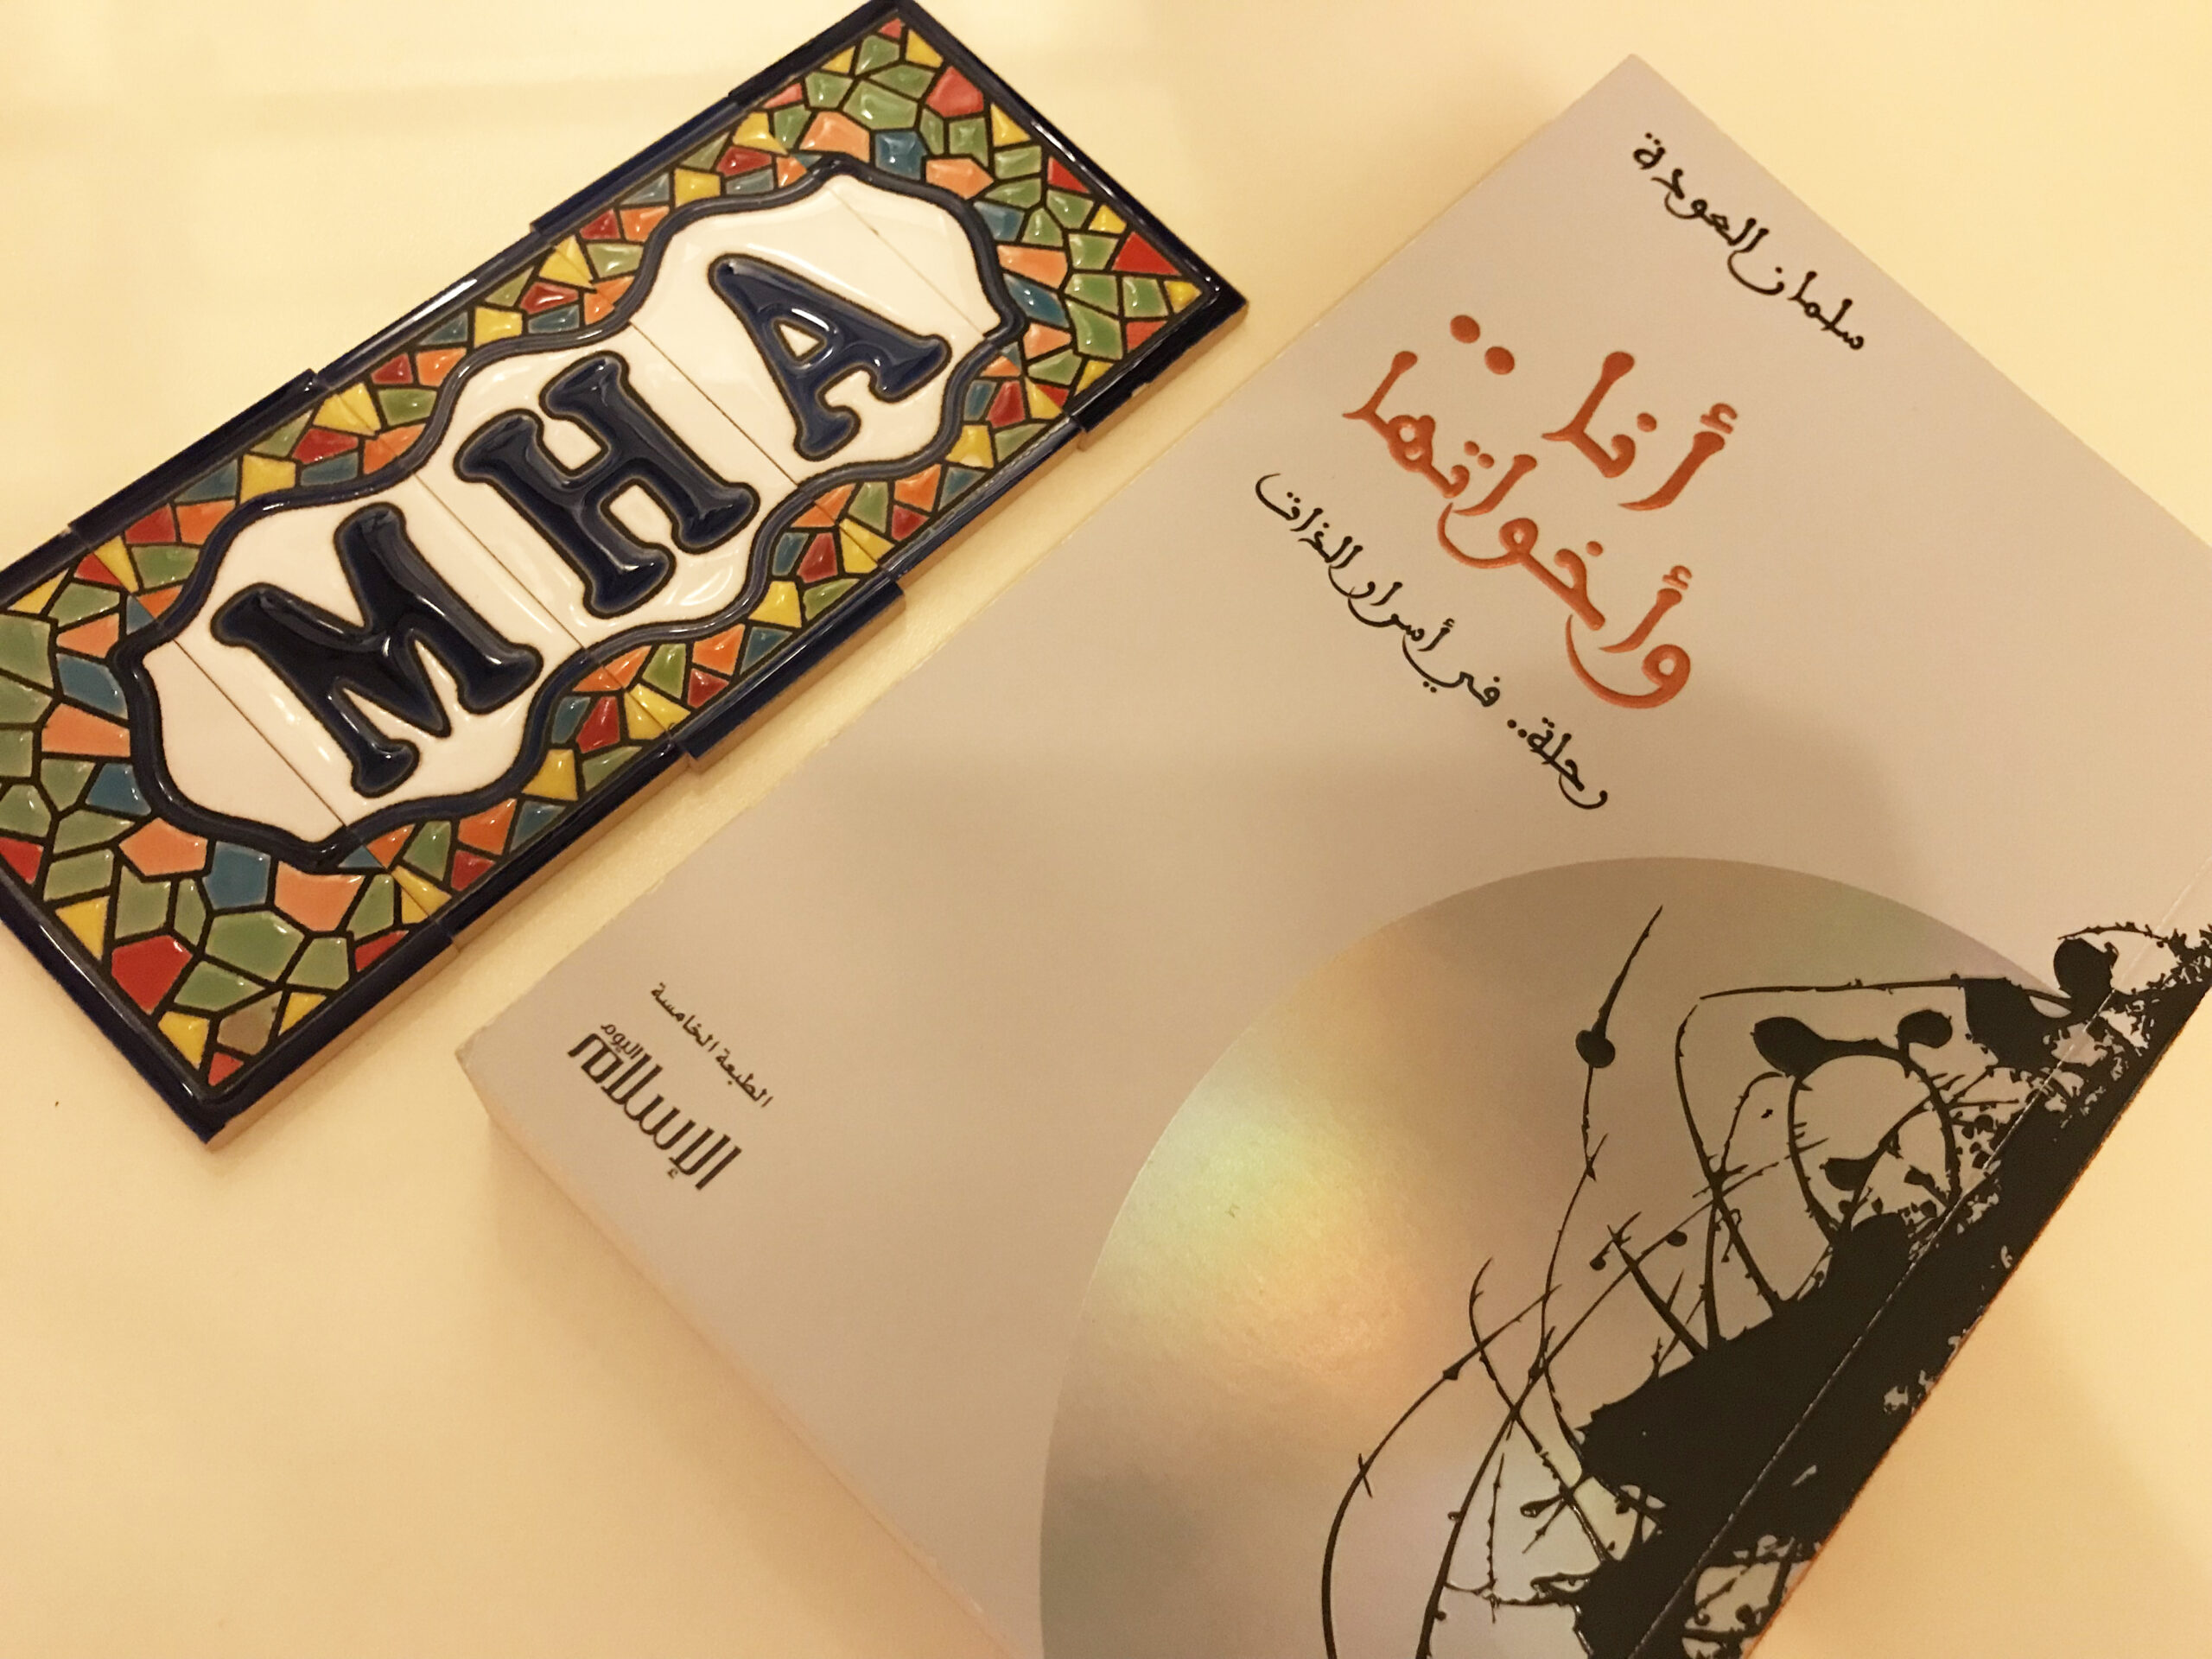 MHA
سلمان العودة
أنا ..
وأخواتها
رحلة.. في أسرار الذات
الطبعة الخامسة
الإسلام اليوم